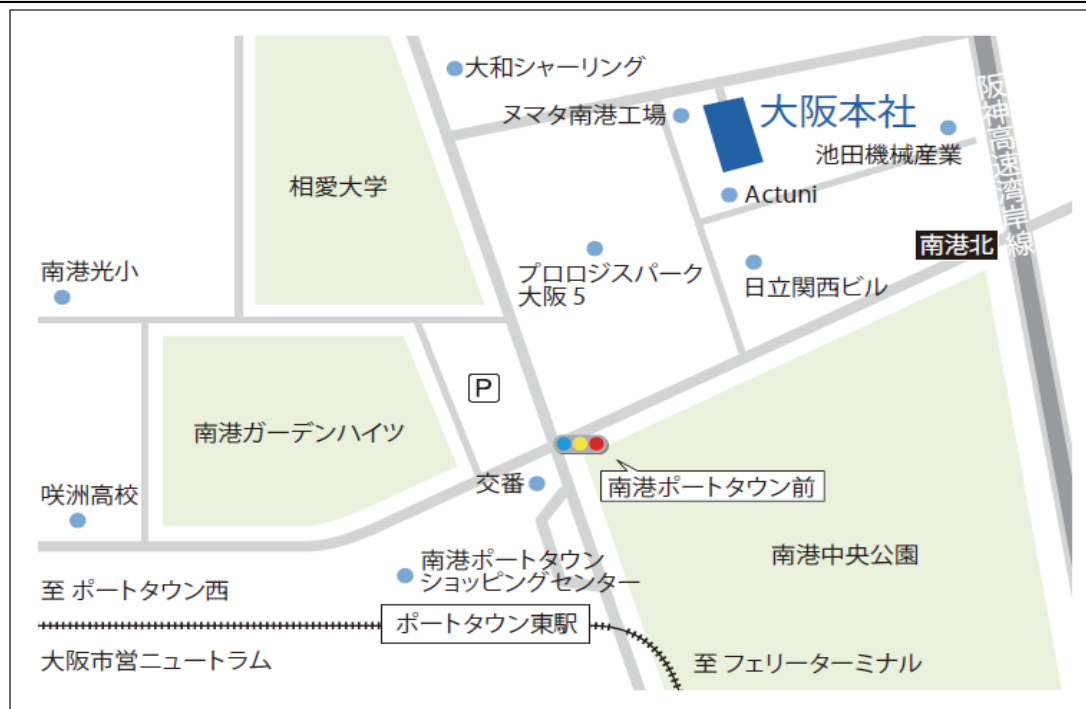 大和シャーリング
ヌマタ南港工場
大阪本社
池田機械産業
阪神高速湾岸線
相愛大学
Actuni
南港北
南港光小
プロロジスパーク
大阪 5
日立関西ビル
P
南港ガーデンハイツ
交番
南港ポートタウン前
咲洲高校
南港ポートタウン
ショッピングセンター
南港中央公園
至 ポートタウン西
ポートタウン東駅
大阪市営ニュートラム
至 フェリーターミナル